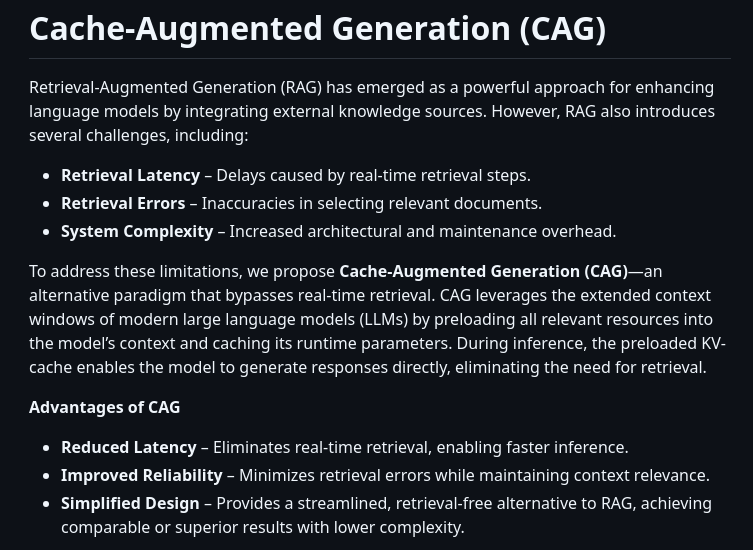 Cache-Augmented Generation (CAG)
Retrieval-Augmented Generation (RAG) has emerged as a powerful approach for enhancing
language models by integrating external knowledge sources. However, RAG also introduces
several challenges, including:
• Retrieval Latency – Delays caused by real-time retrieval steps.
• Retrieval Errors – Inaccuracies in selecting relevant documents.
• System Complexity – Increased architectural and maintenance overhead.
To address these limitations, we propose Cache-Augmented Generation (CAG)—an
alternative paradigm that bypasses real-time retrieval. CAG leverages the extended context
windows of modern large language models (LLMs) by preloading all relevant resources into
the model’s context and caching its runtime parameters. During inference, the preloaded KV-
cache enables the model to generate responses directly, eliminating the need for retrieval.
Advantages of CAG
• Reduced Latency – Eliminates real-time retrieval, enabling faster inference.
• Improved Reliability – Minimizes retrieval errors while maintaining context relevance.
• Simplified Design – Provides a streamlined, retrieval-free alternative to RAG, achieving
comparable or superior results with lower complexity.